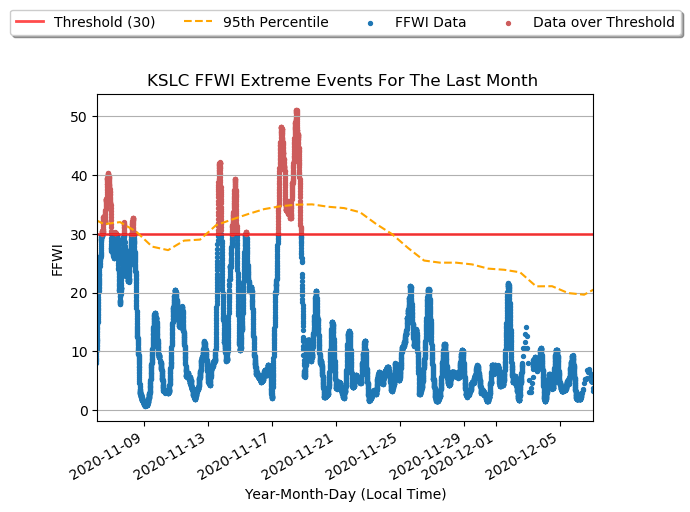 Threshold (30) 95th Percentile FFWI Data Data over Threshold
KSLC FFWI Extreme Events For The Last Month
50
40
30
20
10
0
FFWI
2020-11-09 2020-11-13 2020-11-17 2020-11-21 2020-11-25 2020-11-29 2020-12-01 2020-12-05
Year-Month-Day (Local Time)